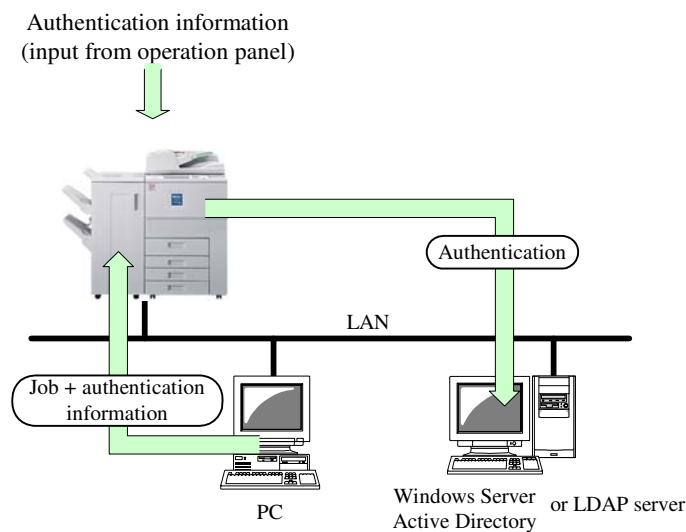 Authentication information
(input from operation panel)
Authentication
LAN
Job + authentication
information
PC
Windows Server
Active Directory
or LDAP server